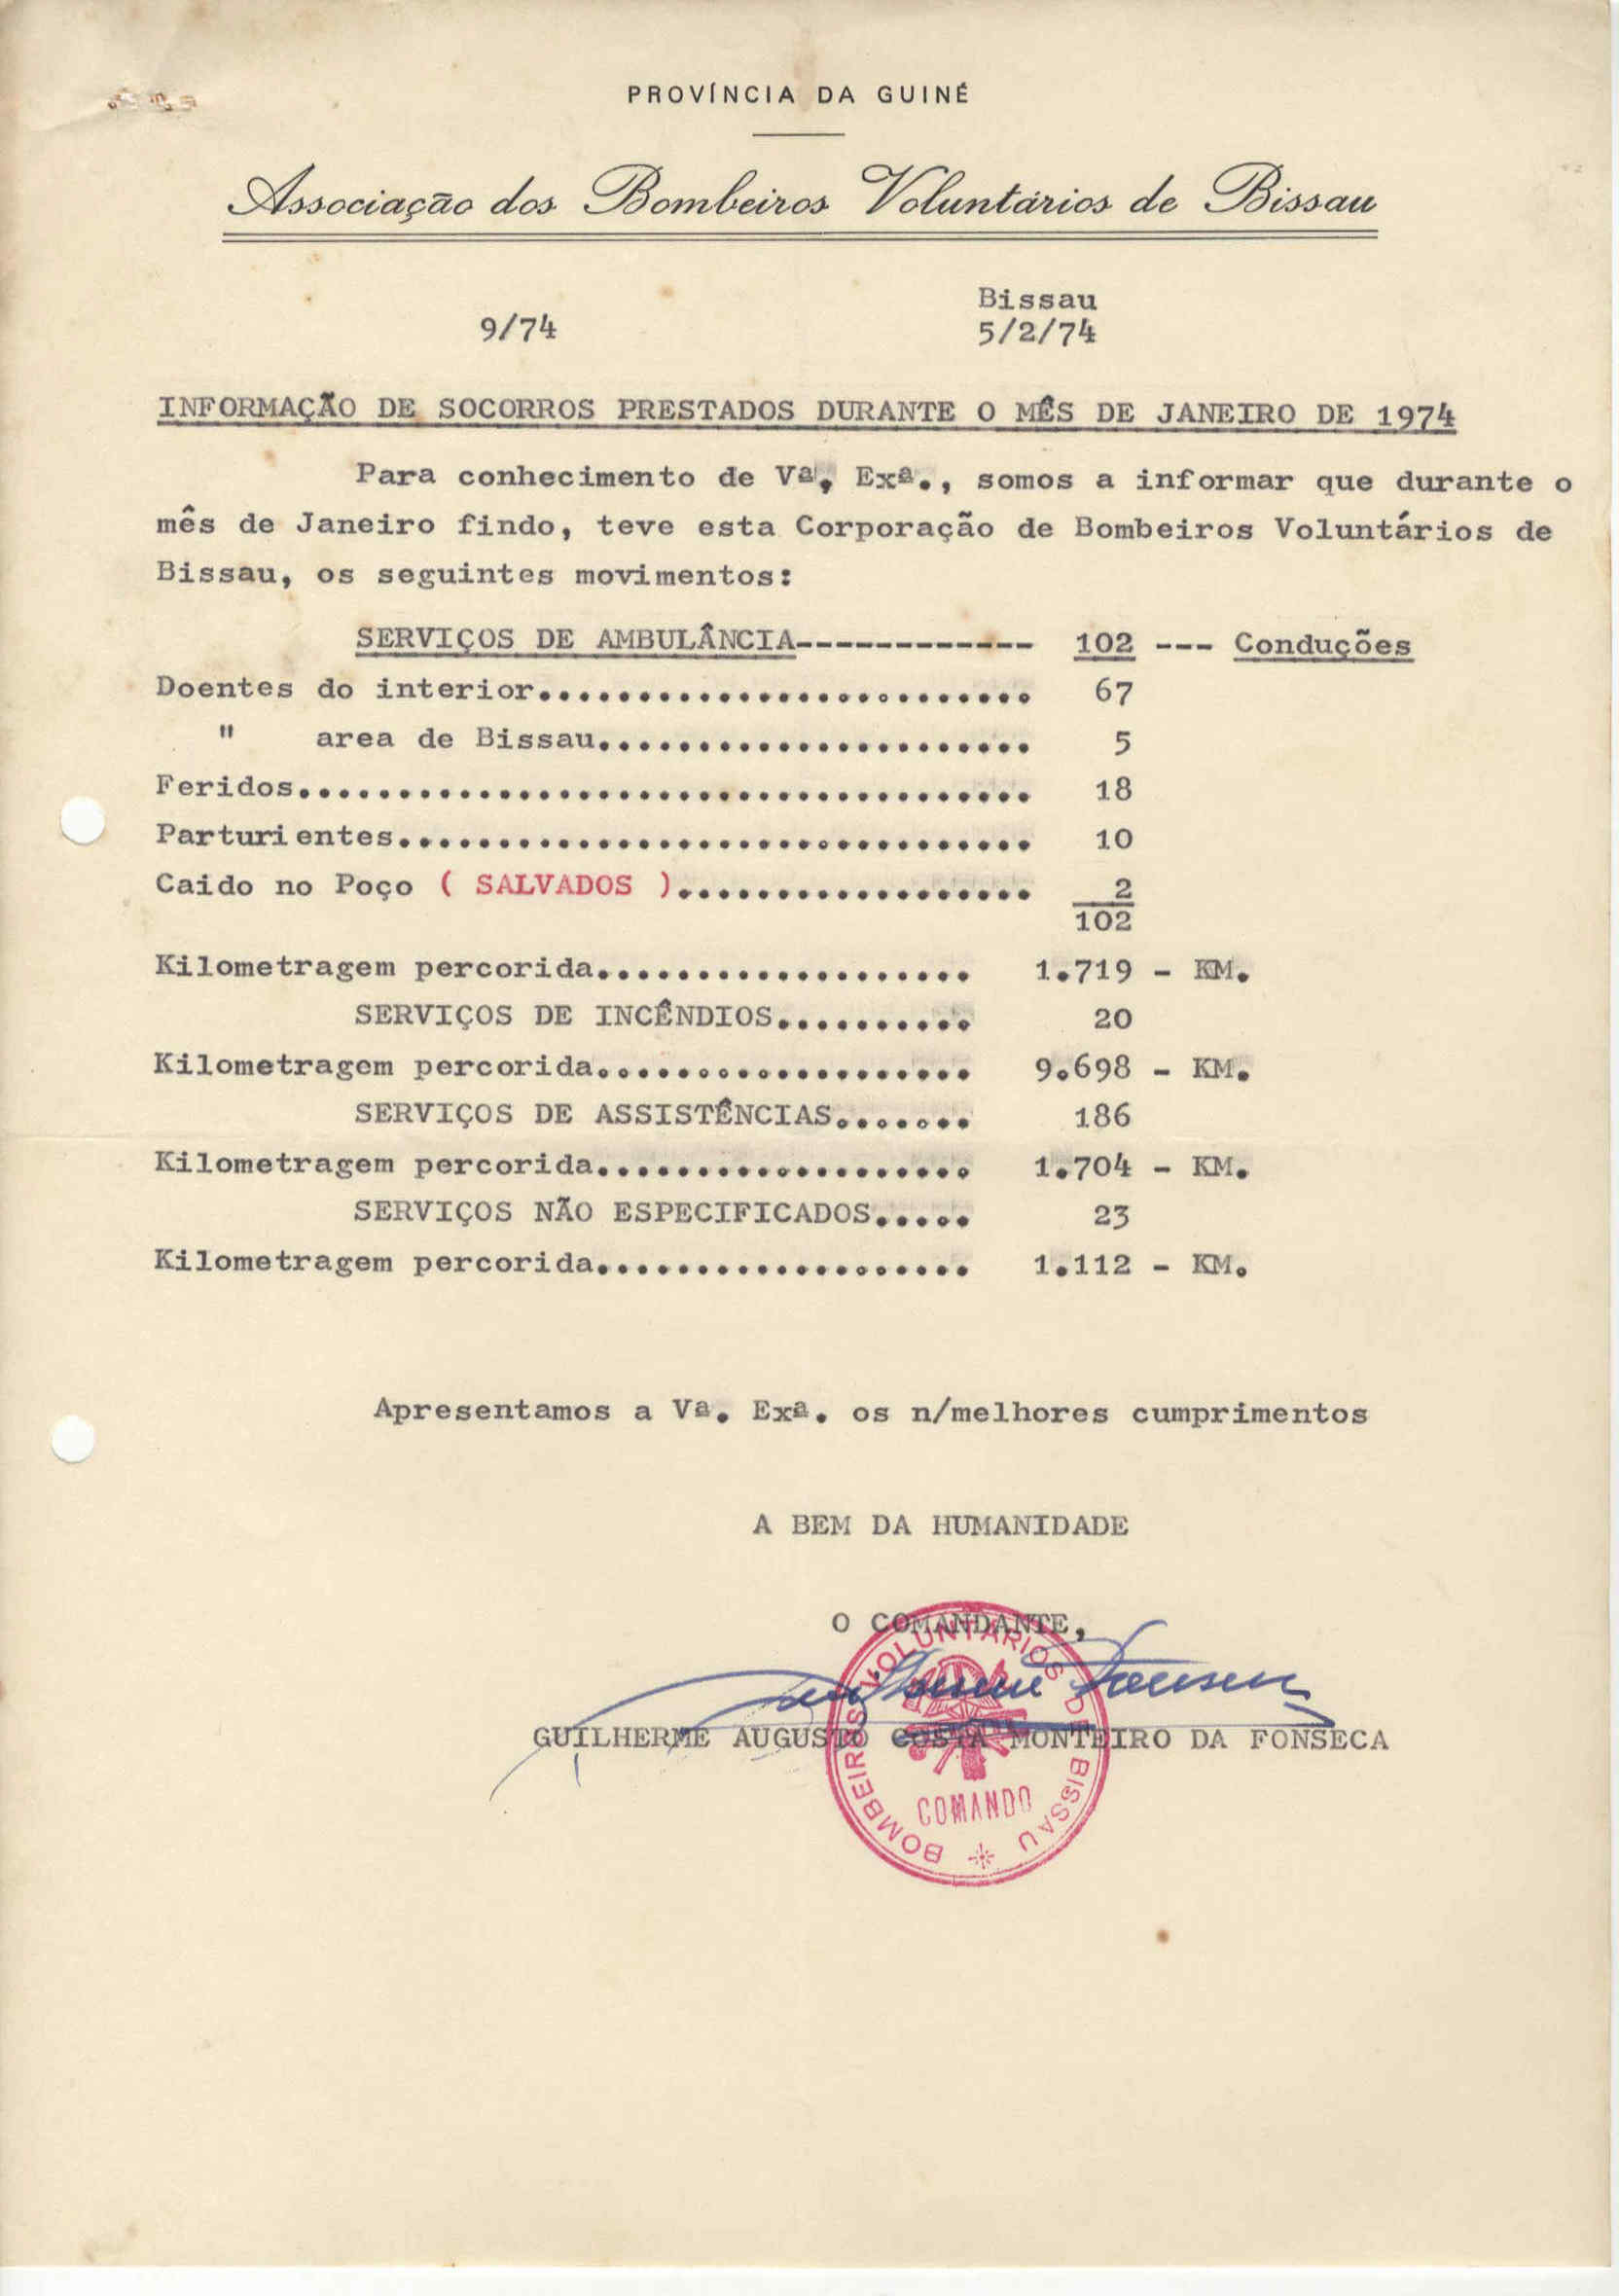 PROVÍNCIA DA GUINÉ
Associação dos Bombeiros Voluntários de Bissau
Bissau
9/74 5/2/74
INFORMAÇÃO DE SOCORROS PRESTADOS DURANTE O MÊS DE JANEIRO DE 1974
Para conhecimento de Vª, Exª., somos a informar que durante o
mês de Janeiro findo, teve esta Corporação de Bombeiros Voluntários de
Bissau, os seguintes movimentos:
SERVIÇOS DE AMBULÂNCIA------------ 102 --- Conduções
Doentes do interior......................... 67
" area de Bissau...................... 5
Feridos..................................... 18
Parturientes................................ 10
Caido no Poço ( SALVADOS ).................. 2
102
Kilometragem percorida................... 1.719 - KM.
SERVIÇOS DE INCÊNDIOS.......... 20
Kilometragem percorida................... 9.698 - KM.
SERVIÇOS DE ASSISTÊNCIAS....... 186
Kilometragem percorida................... 1.704 - KM.
SERVIÇOS NÃO ESPECIFICADOS..... 23
Kilometragem percorida................... 1.112 - KM.
Apresentamos a Vª. Exª. os n/melhores cumprimentos
A BEM DA HUMANIDADE
O COMANDANTE,
GUILHERME AUGUSTO COSTA MONTEIRO DA FONSECA
BOMBEIROS VOLUNTÁRIOS DE BISSAU
COMANDO